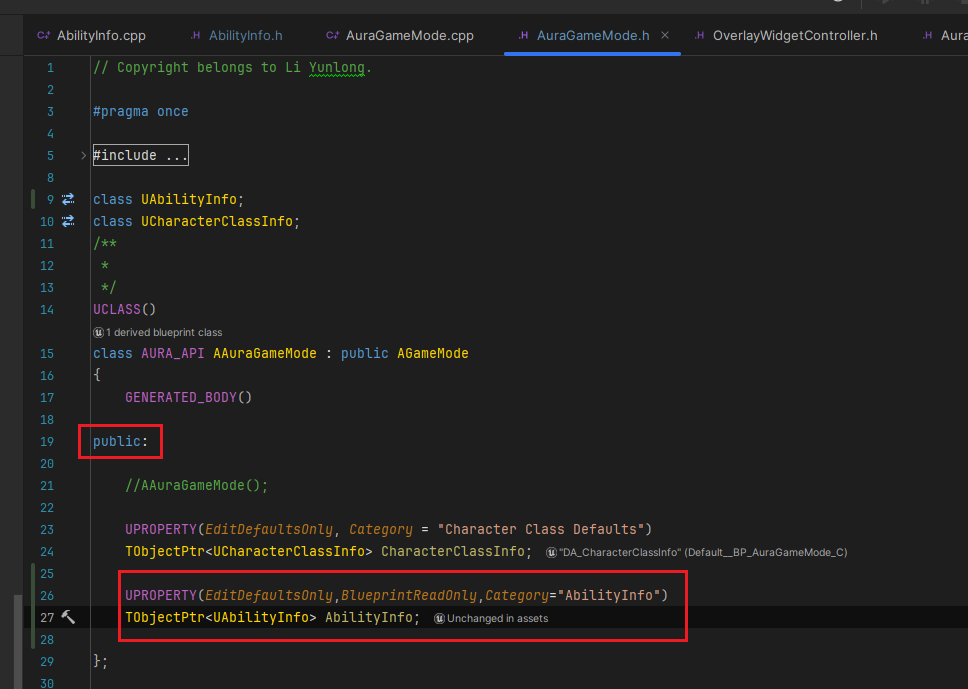 AbilityInfo.cpp AbilityInfo.h AuraGameMode.cpp AuraGameMode.h OverlayWidgetController.h Aura
1 // Copyright belongs to Li Yunlong.
2
3 #pragma once
4
5 #include ...
8
9 class UAbilityInfo;
10 class UCharacterClassInfo;
11 /**
12 *
13 */
14 UCLASS()
1 derived blueprint class
15 class AURA_API AAuraGameMode : public AGameMode
16 {
17 GENERATED_BODY()
18
19 public:
20
21 //AAuraGameMode();
22
23 UPROPERTY(EditDefaultsOnly, Category = "Character Class Defaults")
24 TObjectPtr<UCharacterClassInfo> CharacterClassInfo; "DA_CharacterClassInfo" (Default__BP_AuraGameMode_C)
25
26 UPROPERTY(EditDefaultsOnly,BlueprintReadOnly,Category="AbilityInfo")
27 TObjectPtr<UAbilityInfo> AbilityInfo; Unchanged in assets
28
29 };
30